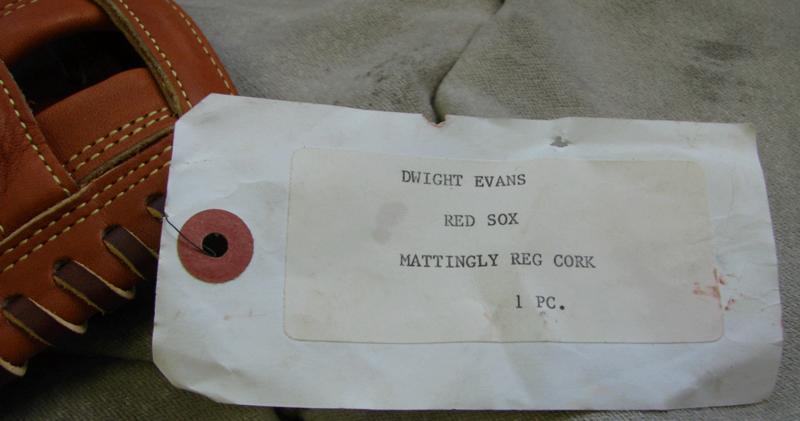 DWIGHT EVANS
RED SOX
MATTINGLY REG CORK
1 PC.